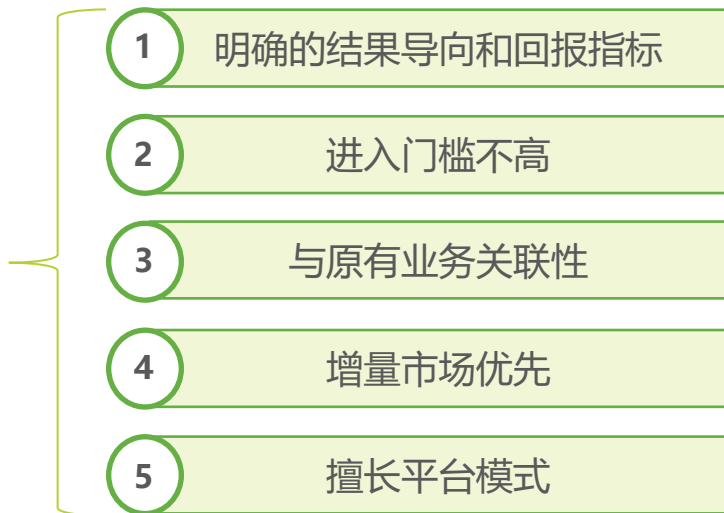 1 明确的结果导向和回报指标
2 进入门槛不高
3 与原有业务关联性
4 增量市场优先
5 擅长平台模式